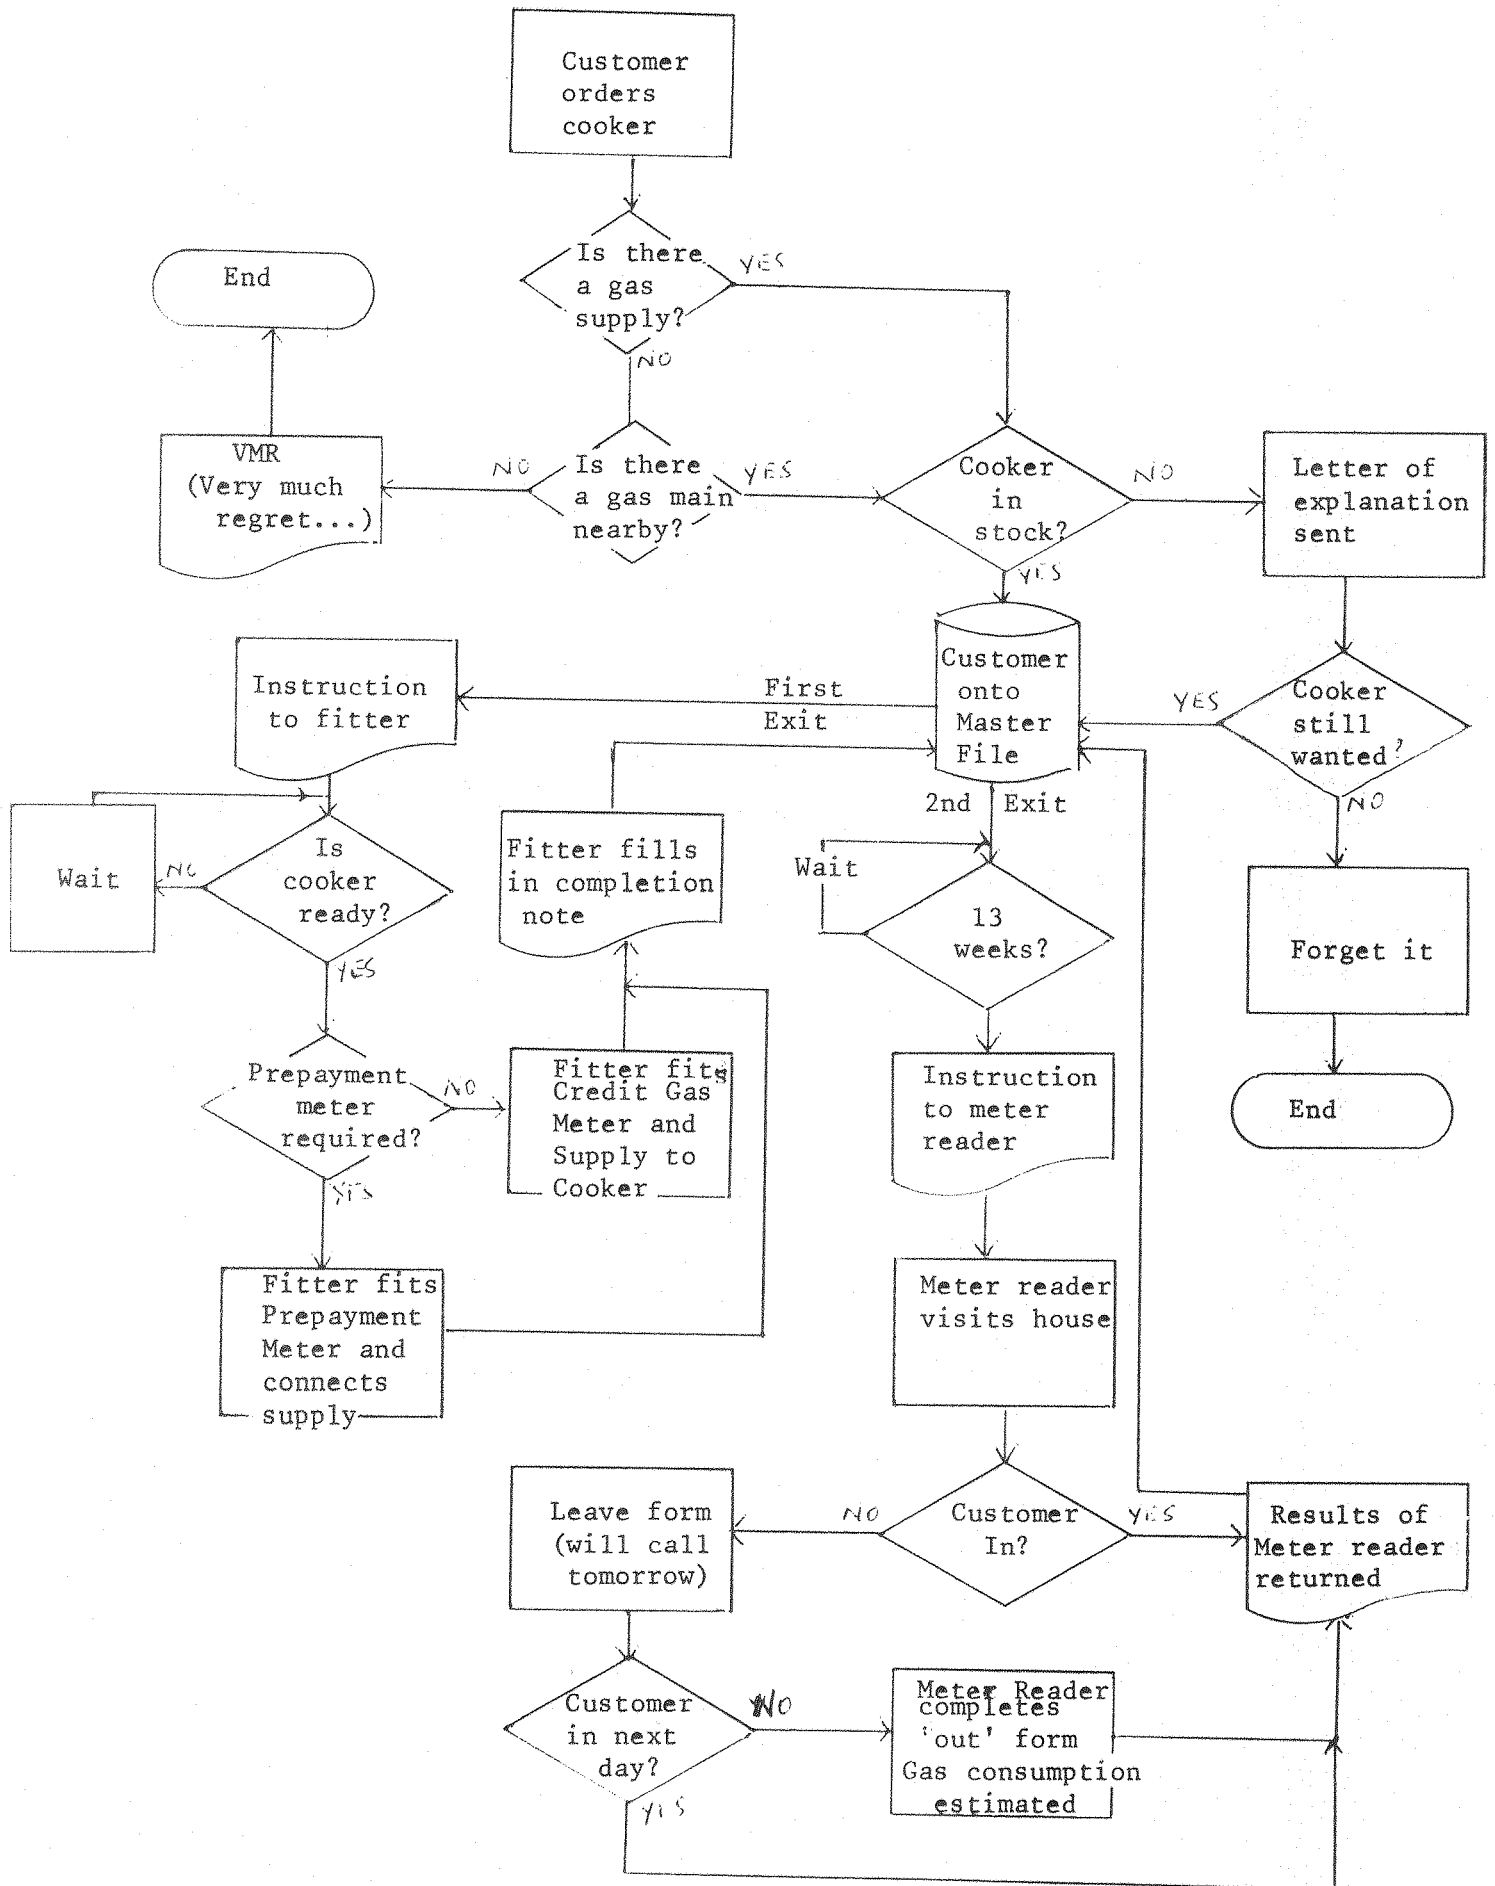 Customer
orders
cooker
Is there
a gas
supply?
YES
NO
End
VMR
(Very much
regret...)
NO
Is there
a gas main
nearby?
YES
Cooker
in
stock?
NO
YES
Letter of
explanation
sent
Instruction
to fitter
First
Exit
Customer
onto
Master
File
YES
Cooker
still
wanted?
NO
2nd Exit
Wait
NO
Is
cooker
ready?
YES
Fitter fills
in completion
note
Wait
13
weeks?
Forget it
End
Prepayment
meter
required?
NO
YES
Fitter fits
Credit Gas
Meter and
Supply to
Cooker
Instruction
to meter
reader
Fitter fits
Prepayment
Meter and
connects
supply
Meter reader
visits house
Leave form
(will call
tomorrow)
NO
Customer
In?
YES
Results of
Meter reader
returned
Customer
in next
day?
NO
YES
Meter Reader
completes
'out' form
Gas consumption
estimated